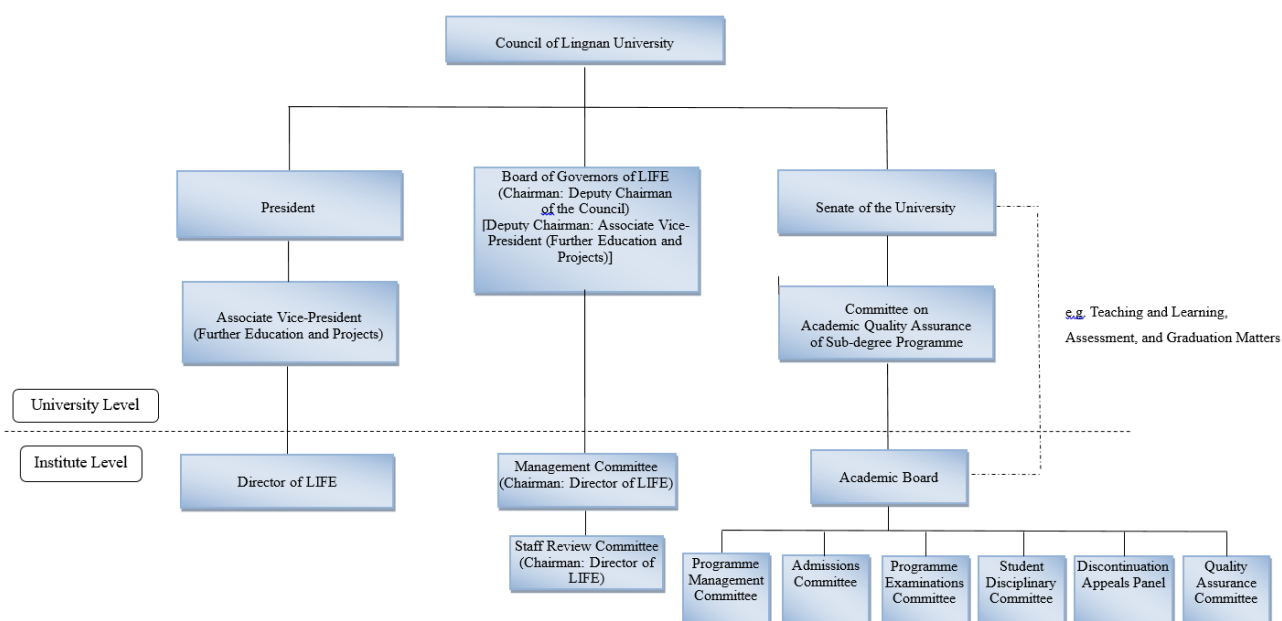 Council of Lingnan University
President
Board of Governors of LIFE
(Chairman: Deputy Chairman
of the Council)
[Deputy Chairman: Associate Vice-
President (Further Education and
Projects)]
Senate of the University
Associate Vice-President
(Further Education and Projects)
Committee on
Academic Quality Assurance
of Sub-degree Programme
e.g. Teaching and Learning,
Assessment, and Graduation Matters
University Level
Institute Level
Director of LIFE
Management Committee
(Chairman: Director of LIFE)
Academic Board
Staff Review Committee
(Chairman: Director of
LIFE)
Programme
Management
Committee
Admissions
Committee
Programme
Examinations
Committee
Student
Disciplinary
Committee
Discontinuation
Appeals Panel
Quality
Assurance
Committee